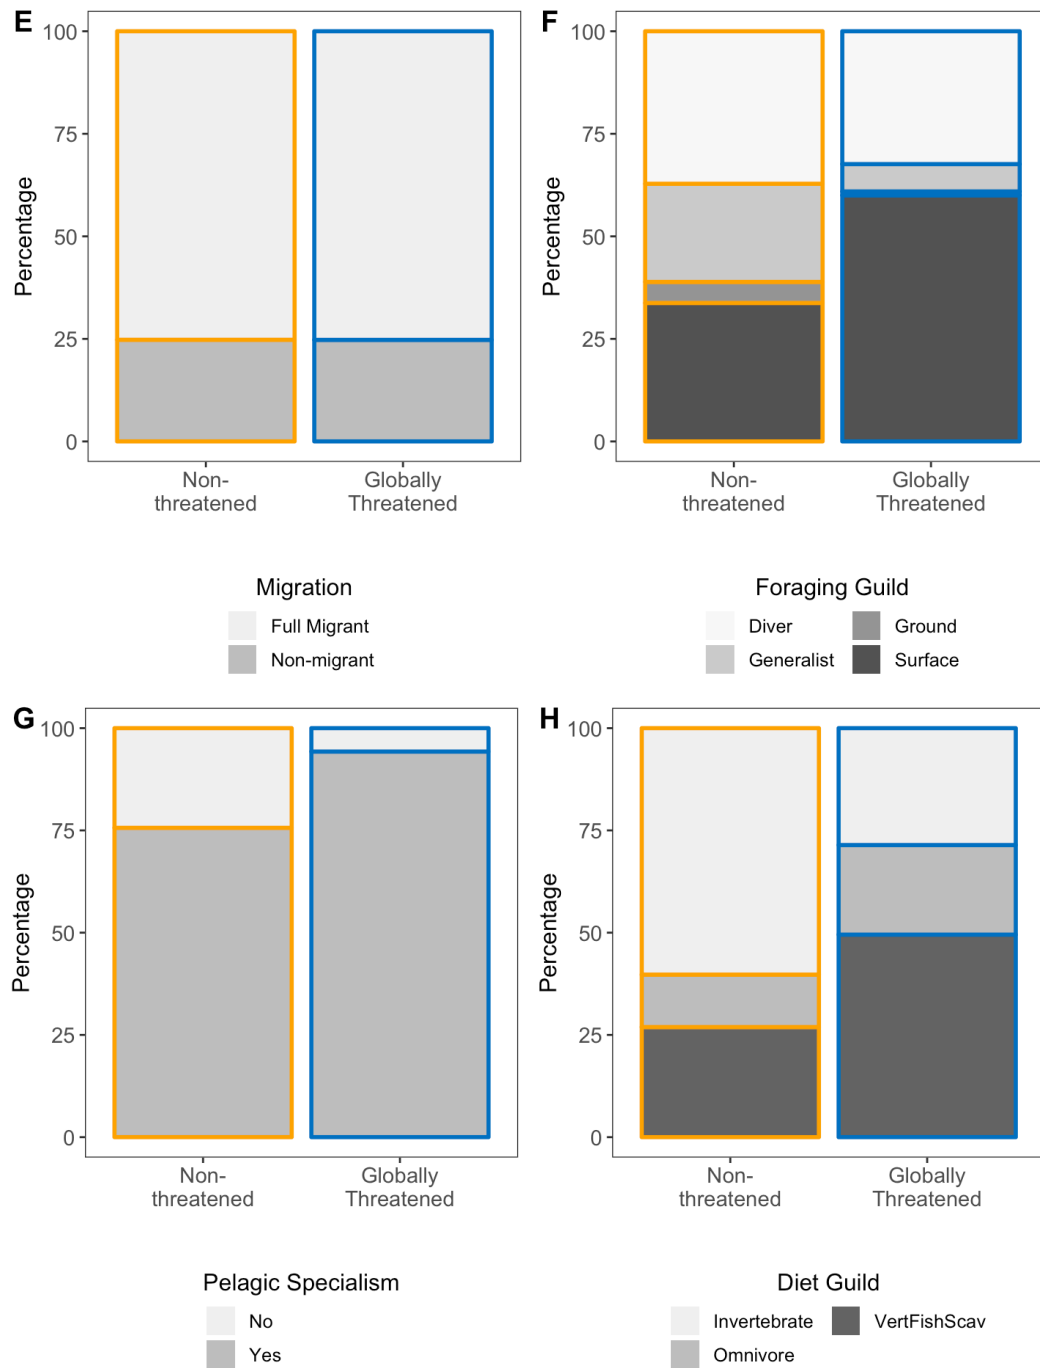 E
100
75
50
25
0
Percentage
Non-
threatened
Globally
Threatened
Migration
Full Migrant
Non-migrant
F
100
75
50
25
0
Percentage
Non-
threatened
Globally
Threatened
Foraging Guild
Diver
Ground
Generalist
Surface
G
100
75
50
25
0
Percentage
Non-
threatened
Globally
Threatened
Pelagic Specialism
No
Yes
H
100
75
50
25
0
Percentage
Non-
threatened
Globally
Threatened
Diet Guild
Invertebrate
VertFishScav
Omnivore